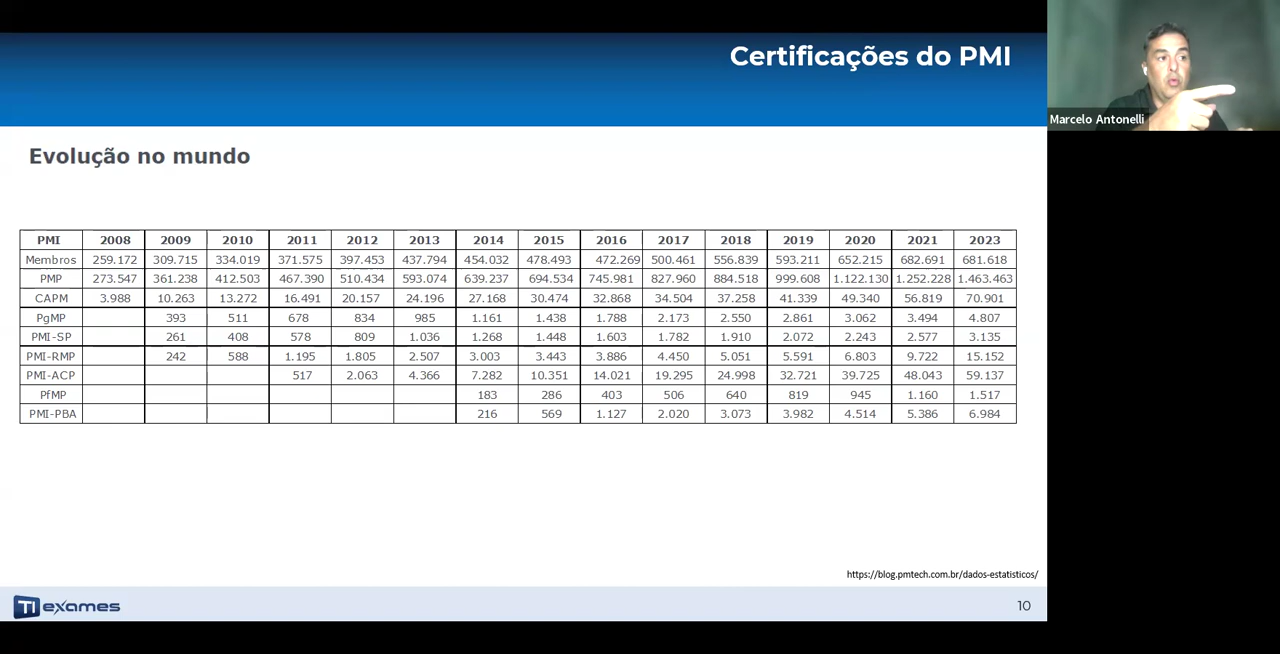 Certificações do PMI
Marcelo Antonelli
Evolução no mundo
PMI 2008 2009 2010 2011 2012 2013 2014 2015 2016 2017 2018 2019 2020 2021 2023
Membros 259.172 309.715 334.019 371.575 397.453 437.794 454.032 478.493 472.269 500.461 556.839 593.211 652.215 682.691 681.618
PMP 273.547 361.238 412.503 467.390 510.434 593.074 639.237 694.534 745.981 827.960 884.518 999.608 1.122.130 1.252.228 1.463.463
CAPM 3.988 10.263 13.272 16.491 20.157 24.196 27.168 30.474 32.868 34.504 37.258 41.339 49.340 56.819 70.901
PgMP 393 511 678 834 985 1.161 1.438 1.788 2.173 2.550 2.861 3.062 3.494 4.807
PMI-SP 261 408 578 809 1.036 1.268 1.448 1.603 1.782 1.910 2.072 2.243 2.577 3.135
PMI-RMP 242 588 1.195 1.805 2.507 3.003 3.443 3.886 4.450 5.051 5.591 6.803 9.722 15.152
PMI-ACP 517 2.063 4.366 7.282 10.351 14.021 19.295 24.998 32.721 39.725 48.043 59.137
PfMP 183 286 403 506 640 819 945 1.160 1.517
PMI-PBA 216 569 1.127 2.020 3.073 3.982 4.514 5.386 6.984
https://blog.pmtech.com.br/dados-estatisticos/
TI exames
10